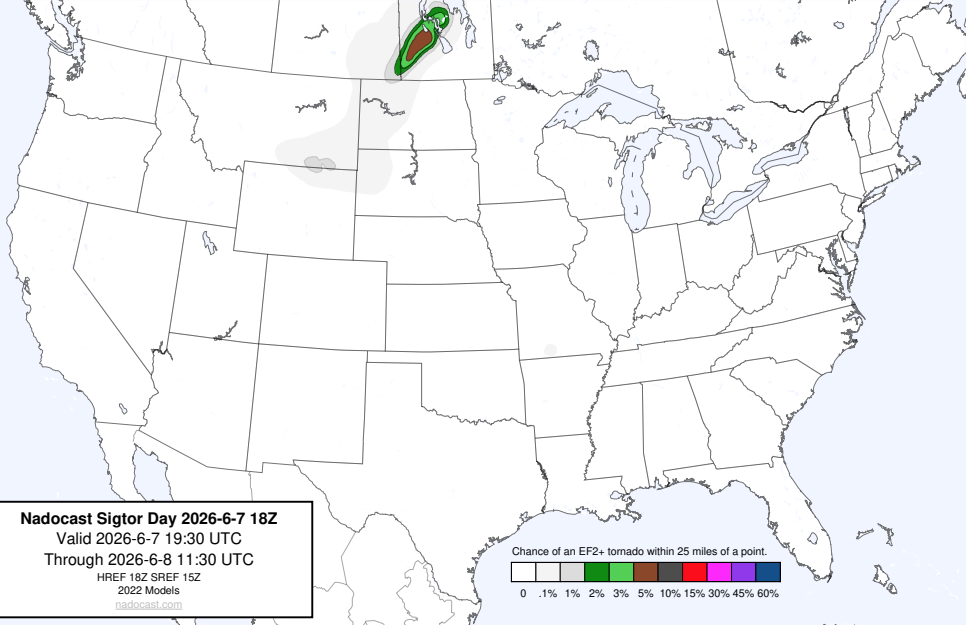 Nadocast Sigtor Day 2026-6-7 18Z
Valid 2026-6-7 19:30 UTC
Through 2026-6-8 11:30 UTC
HREF 18Z SREF 15Z
2022 Models
nadocast.com
Chance of an EF2+ tornado within 25 miles of a point.
0 .1% 1% 2% 3% 5% 10% 15% 30% 45% 60%